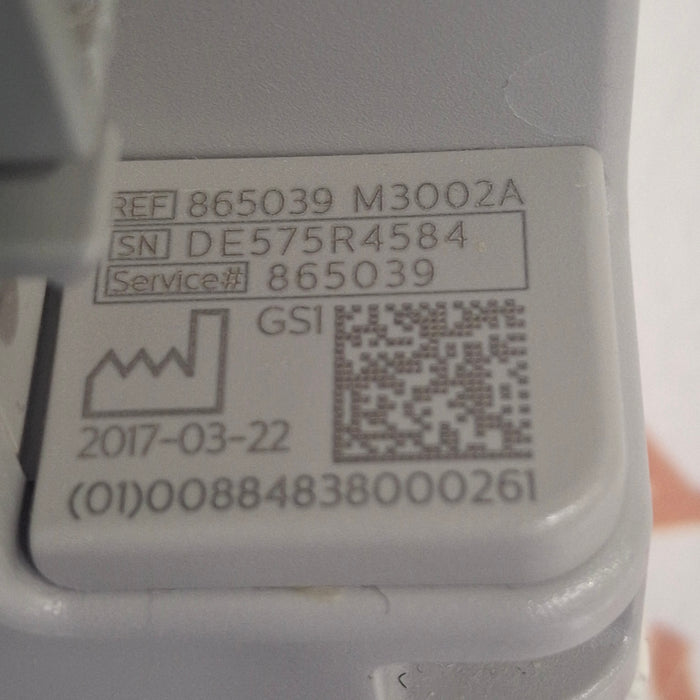 REF 865039 M3002A
SN DE575R4584
Service# 865039
GS1
2017-03-22
(01)00884838000261